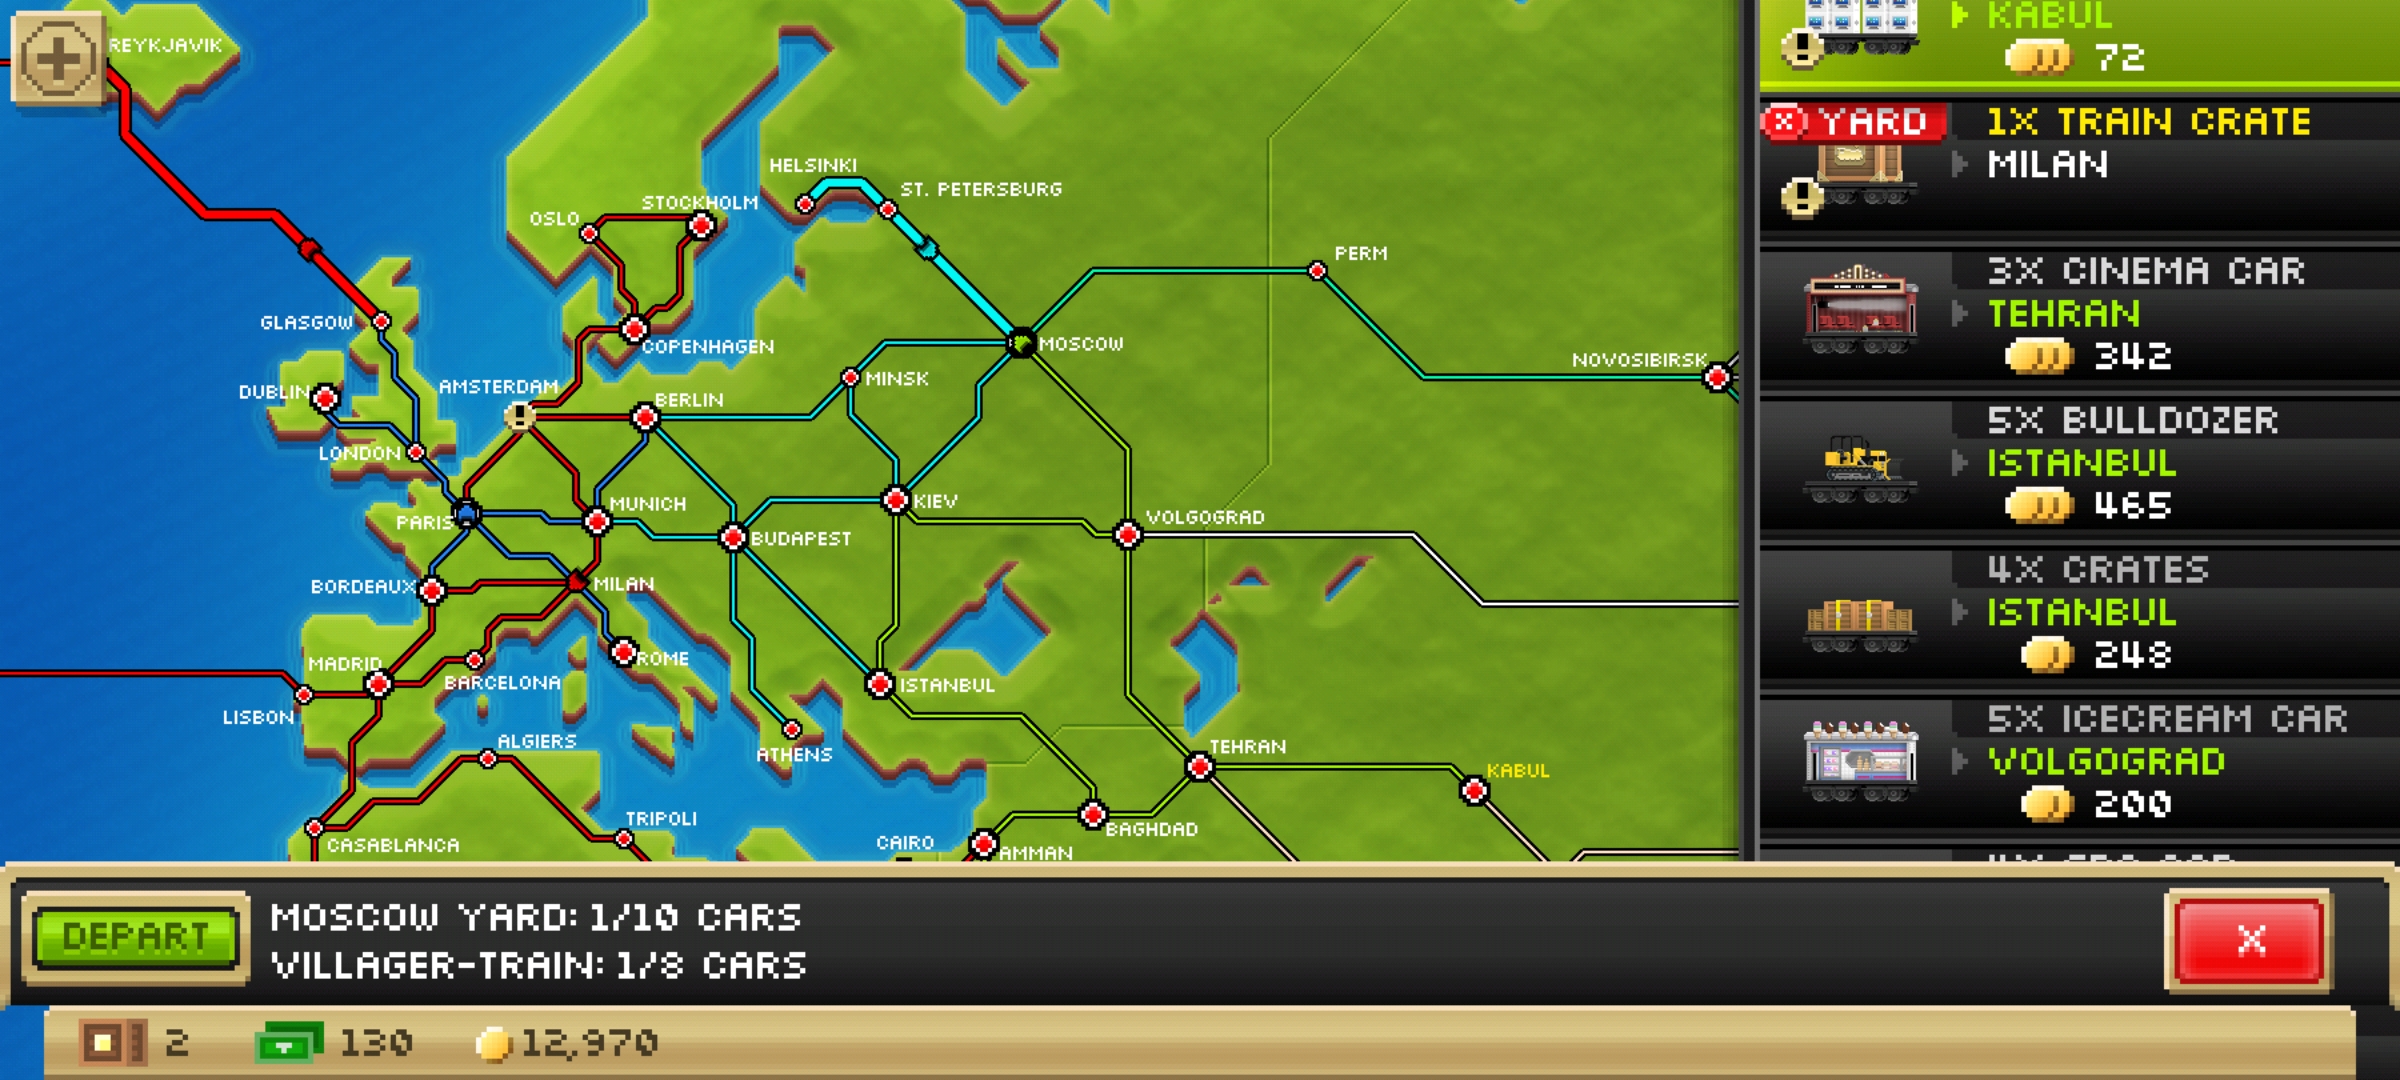 REYKJAVIK
HELSINKI
ST. PETERSBURG
STOCKHOLM
OSLO
PERM
GLASGOW
COPENHAGEN
MOSCOW
NOVOSIBIRSK
MINSK
DUBLIN
AMSTERDAM
BERLIN
LONDON
MUNICH
KIEV
VOLGOGRAD
PARIS
BUDAPEST
BORDEAUX
MILAN
MADRID
ROME
BARCELONA
ISTANBUL
LISBON
ALGIERS
ATHENS
TEHRAN
KABUL
TRIPOLI
BAGHDAD
CASABLANCA
CAIRO
AMMAN
KABUL
72
YARD
1X TRAIN CRATE
MILAN
3X CINEMA CAR
TEHRAN
342
5X BULLDOZER
ISTANBUL
465
4X CRATES
ISTANBUL
248
5X ICECREAM CAR
VOLGOGRAD
200
DEPART
MOSCOW YARD: 1/10 CARS
VILLAGER-TRAIN: 1/8 CARS
X
2
130
12,970